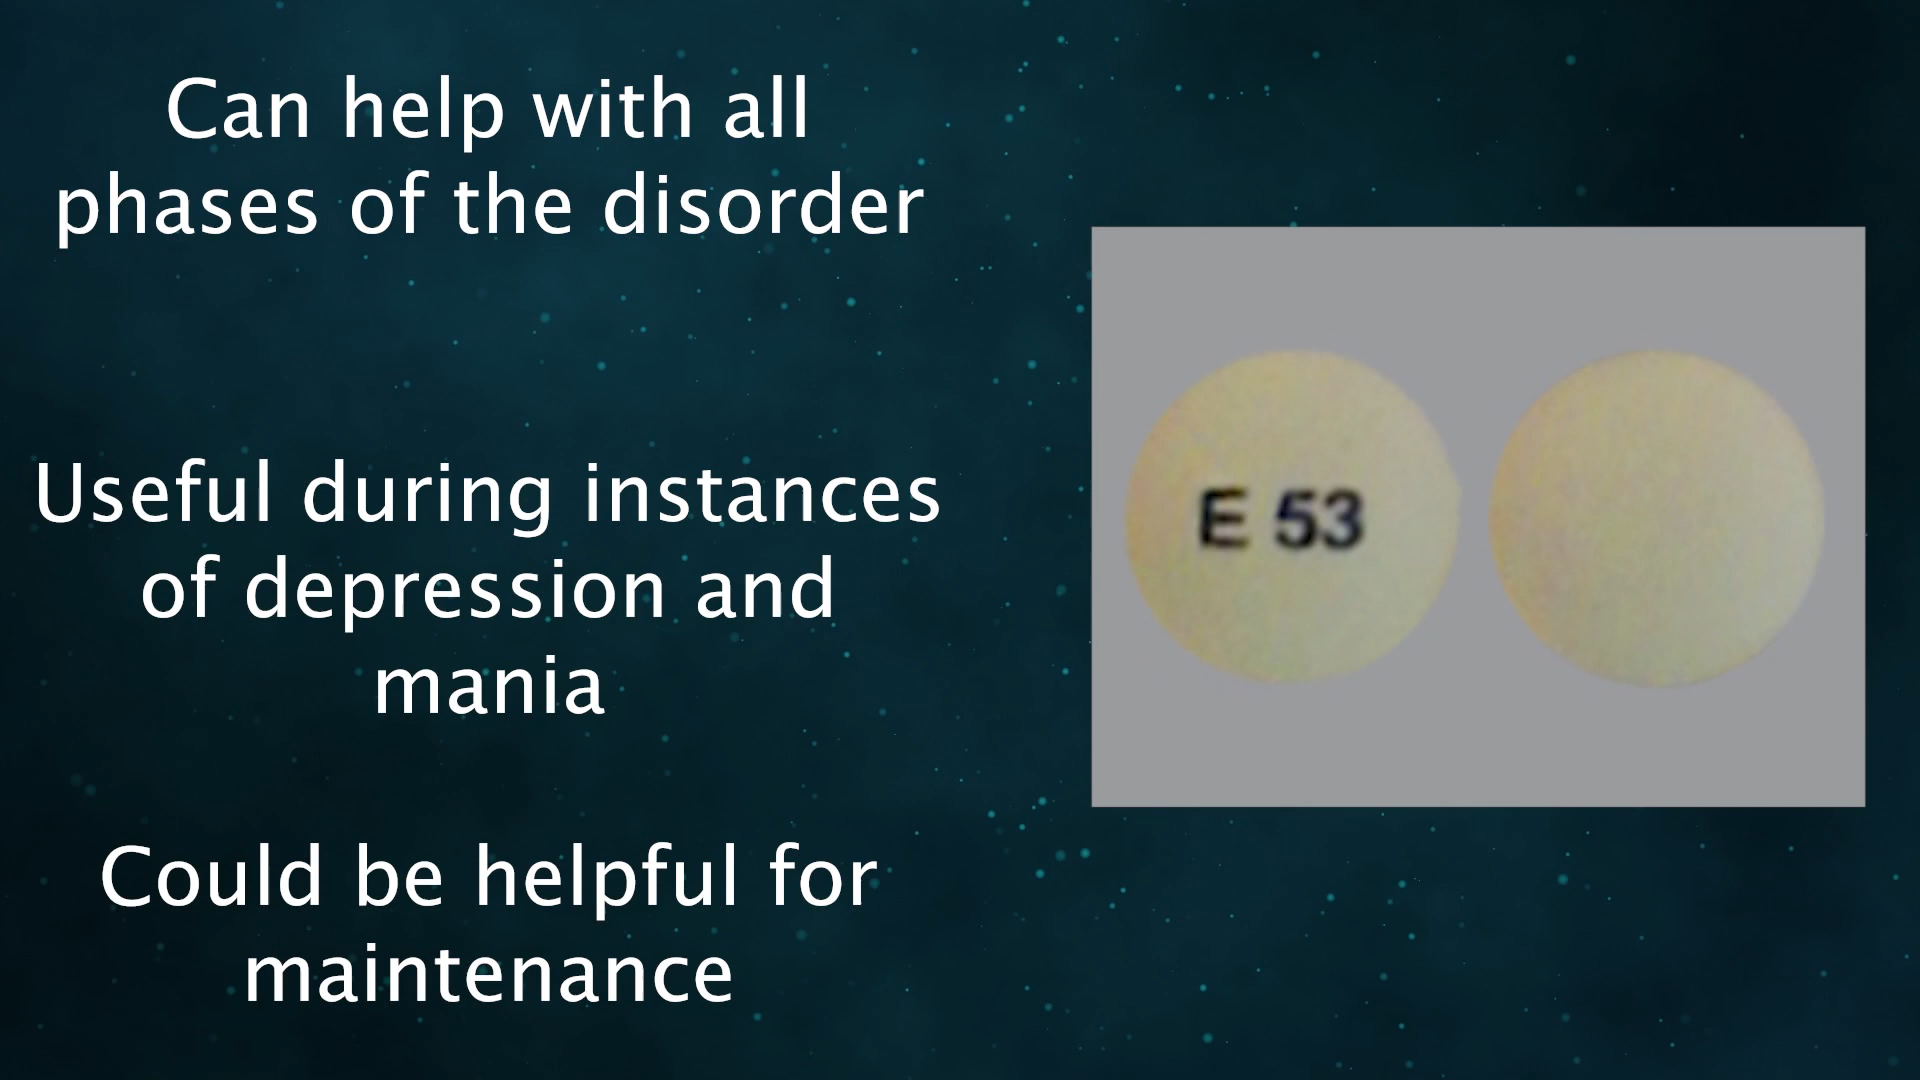 Can help with all
phases of the disorder
Useful during instances
of depression and
mania
Could be helpful for
maintenance
E 53